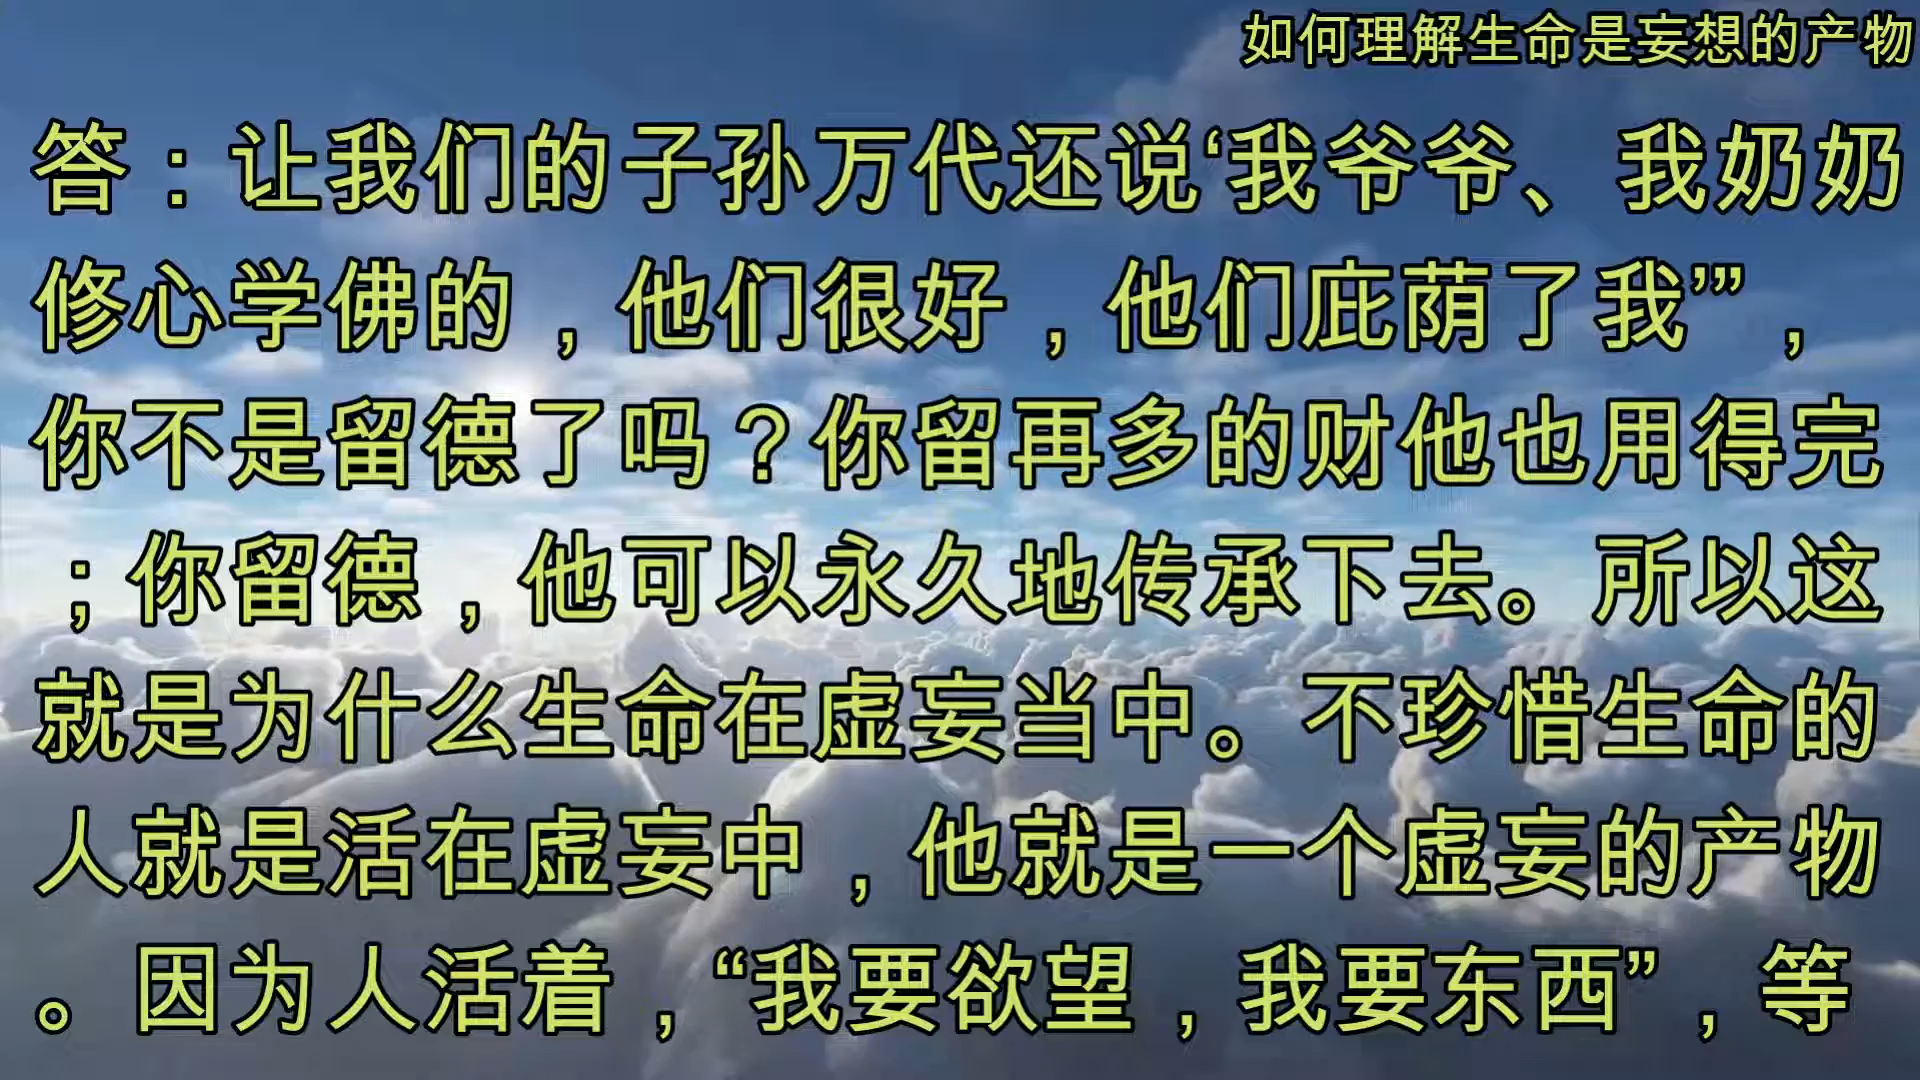 如何理解生命是妄想的产物
答：让我们的子孙万代还说‘我爷爷、我奶奶
修心学佛的，他们很好，他们庇荫了我’”，
你不是留德了吗？你留再多的财他也用得完
；你留德，他可以永久地传承下去。所以这
就是为什么生命在虚妄当中。不珍惜生命的
人就是活在虚妄中，他就是一个虚妄的产物
。因为人活着，“我要欲望，我要东西”，等